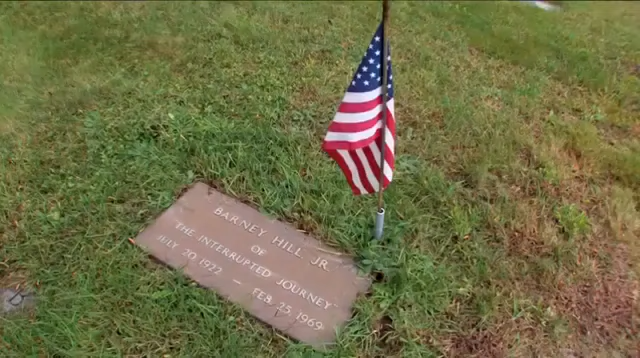 BARNEY HILL JR.
OF
"THE INTERRUPTED JOURNEY"
JULY 20 1922 — FEB 25, 1969